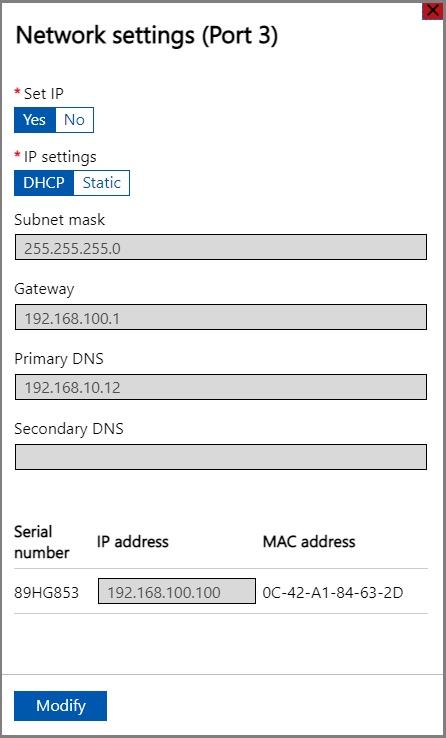 Network settings (Port 3)
* Set IP
Yes No
* IP settings
DHCP Static
Subnet mask
255.255.255.0
Gateway
192.168.100.1
Primary DNS
192.168.10.12
Secondary DNS
Serial number IP address MAC address
89HG853 192.168.100.100 0C-42-A1-84-63-2D
Modify